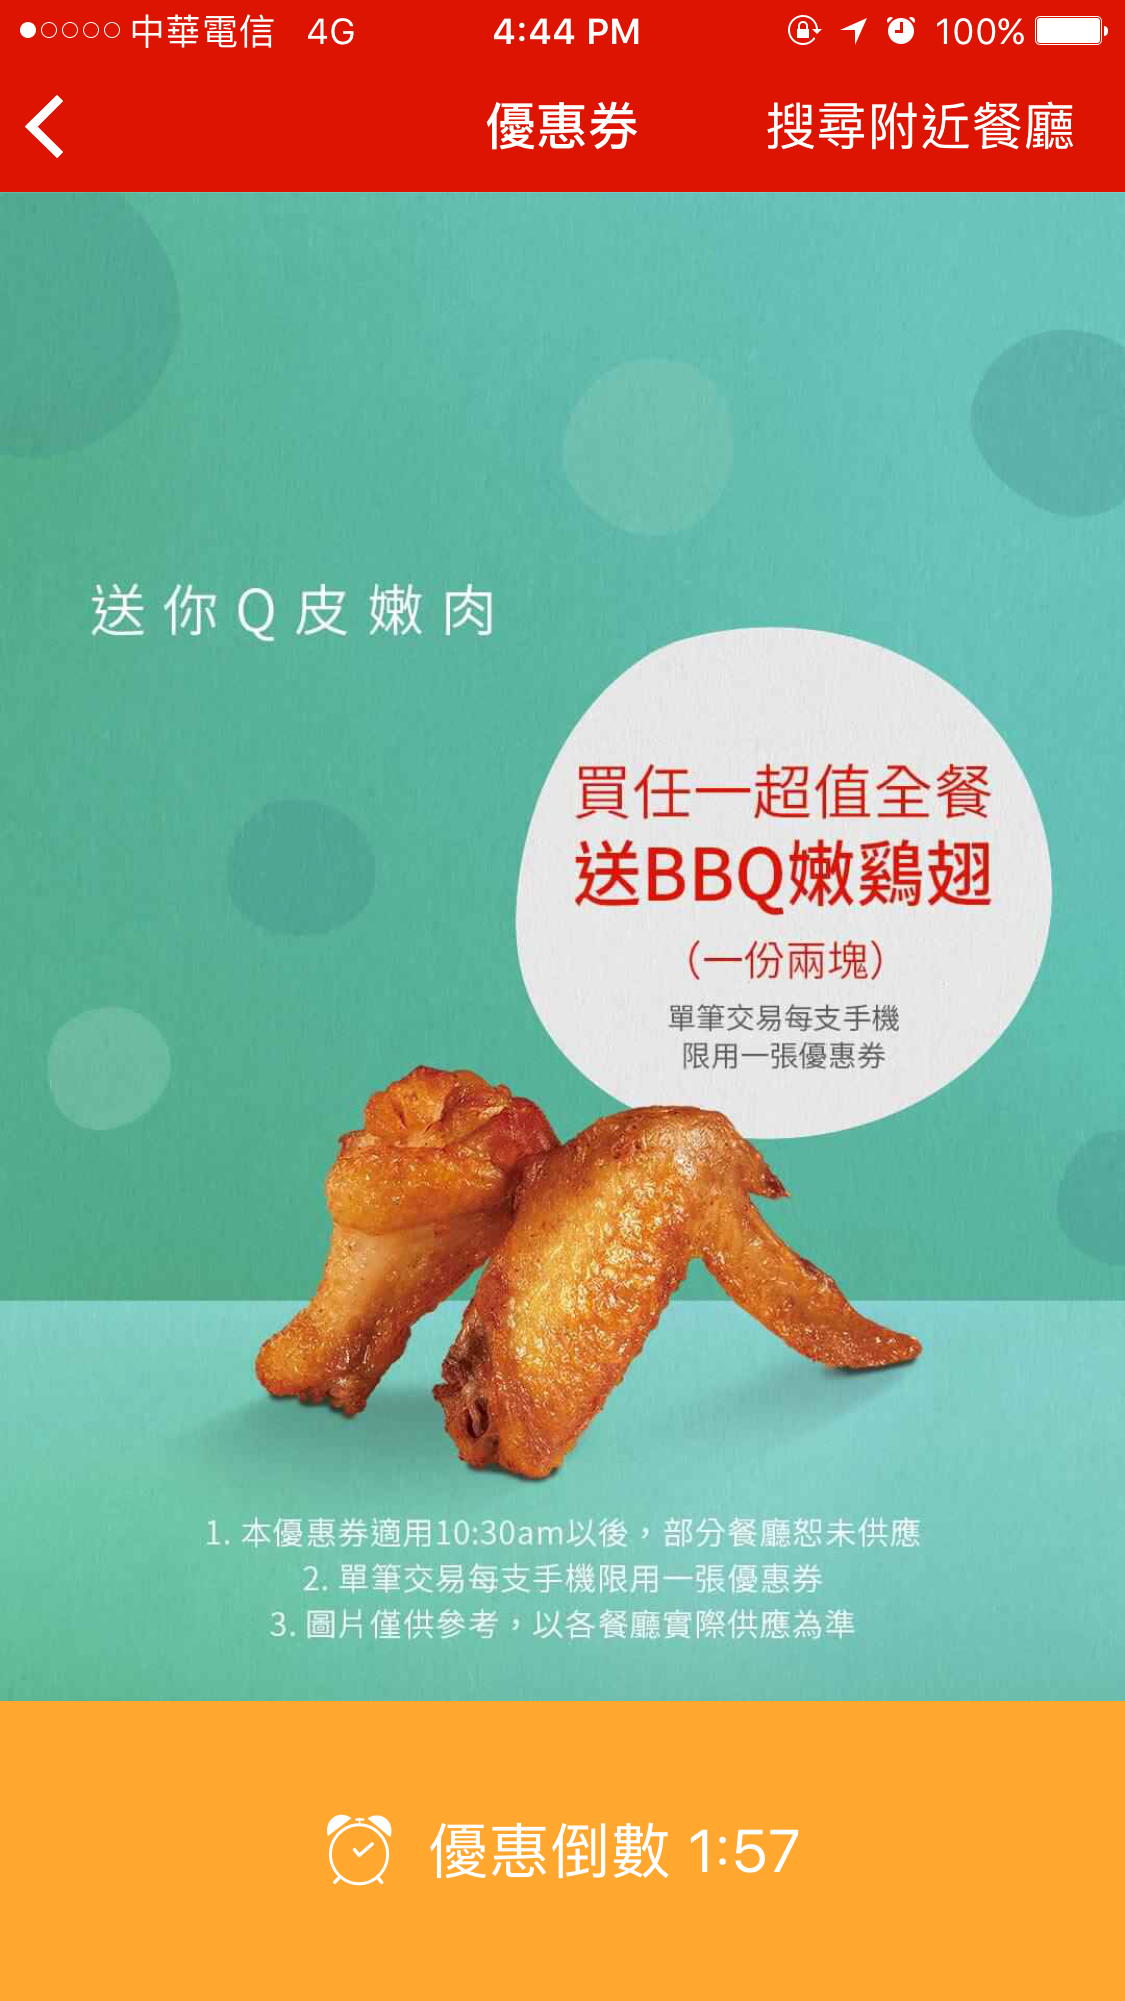 中華電信 4G 4:44 PM 100%
優惠券 搜尋附近餐廳
送你Q皮嫩肉
買任一超值全餐
送BBQ嫩鷄翅
（一份兩塊）
單筆交易每支手機
限用一張優惠券
1. 本優惠券適用10:30am以後，部分餐廳恕未供應
2. 單筆交易每支手機限用一張優惠券
3. 圖片僅供參考，以各餐廳實際供應為準
優惠倒數 1:57